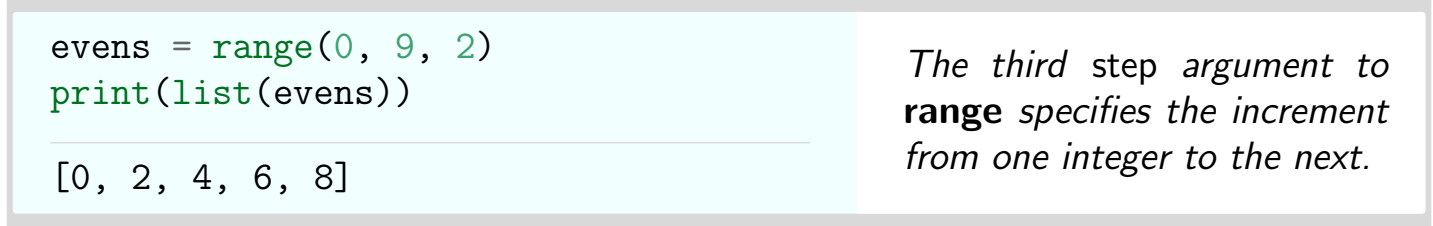 evens = range(0, 9, 2)
print(list(evens))
[0, 2, 4, 6, 8]
The third step argument to
range specifies the increment
from one integer to the next.